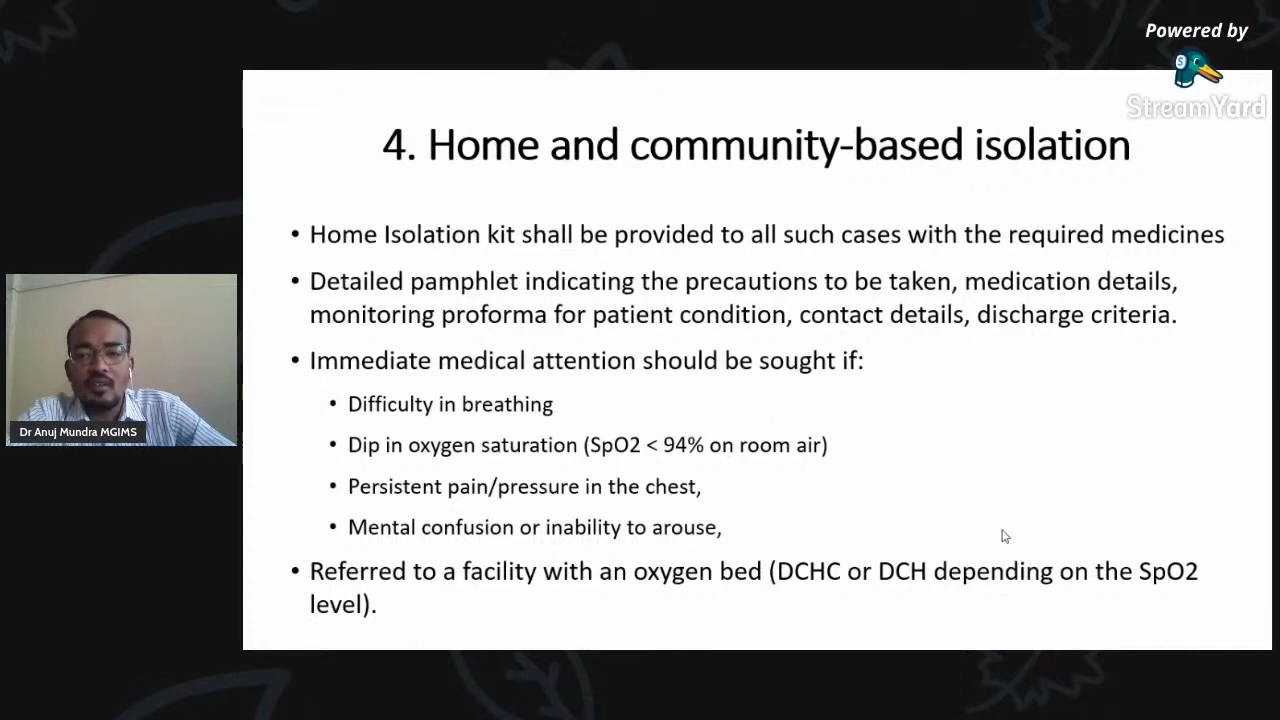 Powered by
StreamYard
4. Home and community-based isolation
• Home Isolation kit shall be provided to all such cases with the required medicines
• Detailed pamphlet indicating the precautions to be taken, medication details,
monitoring proforma for patient condition, contact details, discharge criteria.
• Immediate medical attention should be sought if:
• Difficulty in breathing
• Dip in oxygen saturation (SpO2 < 94% on room air)
• Persistent pain/pressure in the chest,
• Mental confusion or inability to arouse,
• Referred to a facility with an oxygen bed (DCHC or DCH depending on the SpO2
level).
Dr Anuj Mundra MGIMS